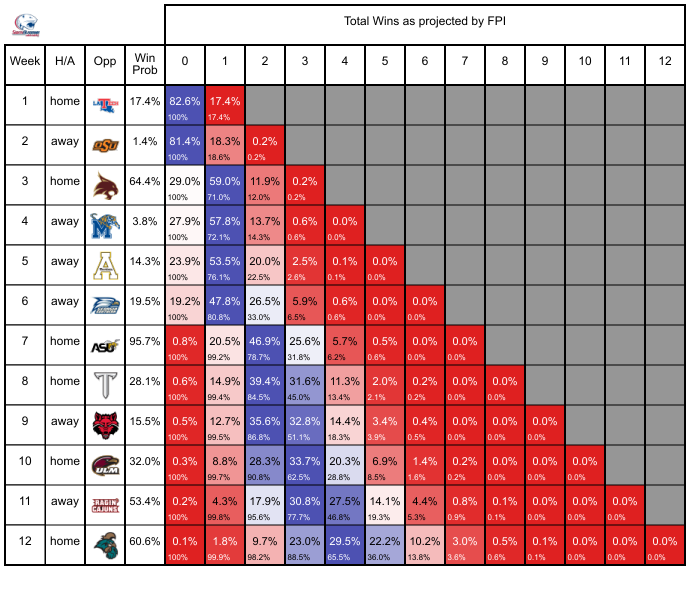 Total Wins as projected by FPI
Week H/A Opp Win Prob 0 1 2 3 4 5 6 7 8 9 10 11 12
1 home LA TECH 17.4% 82.6% 17.4%
100% 17.4%
2 away OSU 1.4% 81.4% 18.3% 0.2%
100% 18.6% 0.2%
3 home 64.4% 29.0% 59.0% 11.9% 0.2%
100% 71.0% 12.0% 0.2%
4 away M 3.8% 27.9% 57.8% 13.7% 0.6% 0.0%
100% 72.1% 14.3% 0.6% 0.0%
5 away A 14.3% 23.9% 53.5% 20.0% 2.5% 0.1% 0.0%
100% 76.1% 22.5% 2.6% 0.1% 0.0%
6 away 19.5% 19.2% 47.8% 26.5% 5.9% 0.6% 0.0% 0.0%
100% 80.8% 33.0% 6.5% 0.6% 0.0% 0.0%
7 home ASU 95.7% 0.8% 20.5% 46.9% 25.6% 5.7% 0.5% 0.0% 0.0%
100% 99.2% 78.7% 31.8% 6.2% 0.6% 0.0% 0.0%
8 home T 28.1% 0.6% 14.9% 39.4% 31.6% 11.3% 2.0% 0.2% 0.0% 0.0%
100% 99.4% 84.5% 45.0% 13.4% 2.1% 0.2% 0.0% 0.0%
9 away 15.5% 0.5% 12.7% 35.6% 32.8% 14.4% 3.4% 0.4% 0.0% 0.0% 0.0%
100% 99.5% 86.8% 51.1% 18.3% 3.9% 0.5% 0.0% 0.0% 0.0%
10 home ULM 32.0% 0.3% 8.8% 28.3% 33.7% 20.3% 6.9% 1.4% 0.2% 0.0% 0.0% 0.0%
100% 99.7% 90.8% 62.5% 28.8% 8.5% 1.6% 0.2% 0.0% 0.0% 0.0%
11 away RAGIN' CAJUNS 53.4% 0.2% 4.3% 17.9% 30.8% 27.5% 14.1% 4.4% 0.8% 0.1% 0.0% 0.0% 0.0%
100% 99.8% 95.6% 77.7% 46.8% 19.3% 5.3% 0.9% 0.1% 0.0% 0.0% 0.0%
12 home 60.6% 0.1% 1.8% 9.7% 23.0% 29.5% 22.2% 10.2% 3.0% 0.5% 0.1% 0.0% 0.0% 0.0%
100% 99.9% 98.2% 88.5% 65.5% 36.0% 13.8% 3.6% 0.6% 0.1% 0.0% 0.0% 0.0%